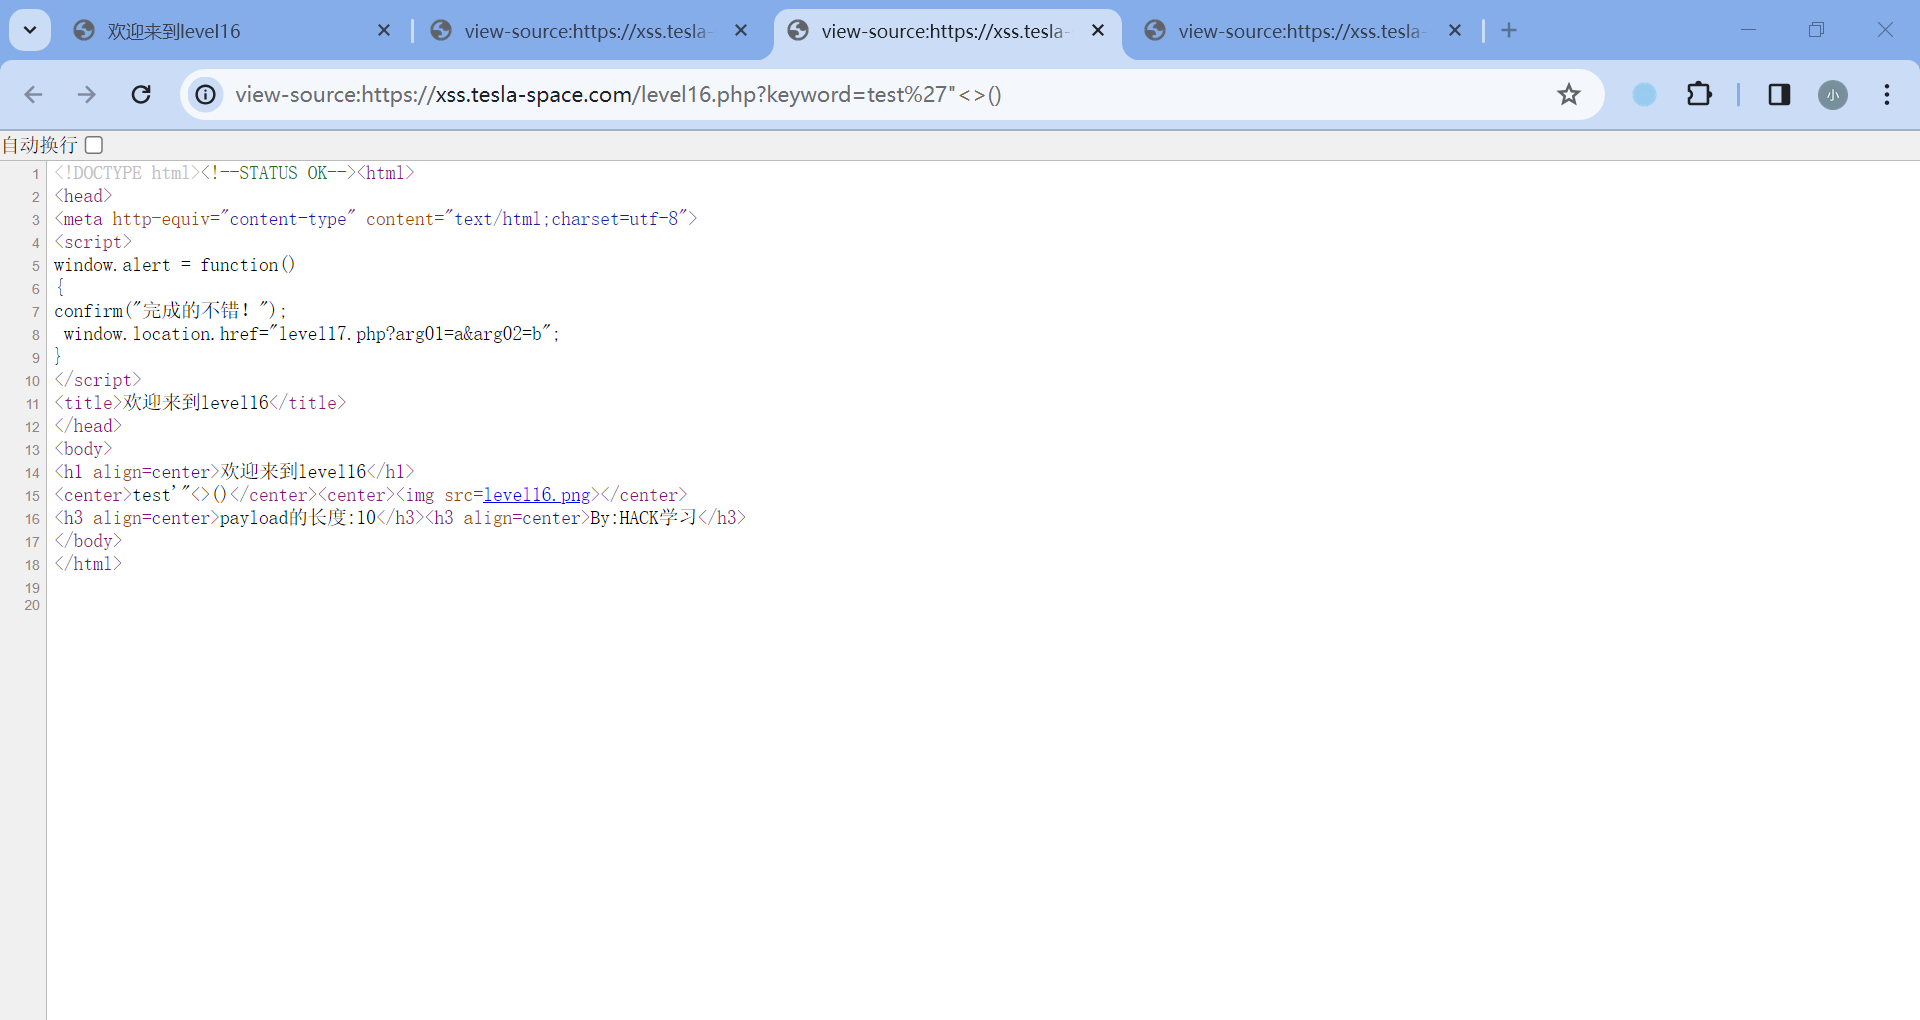 欢迎来到level16
view-source:https://xss.tesla-
view-source:https://xss.tesla-
view-source:https://xss.tesla-
view-source:https://xss.tesla-space.com/level16.php?keyword=test%27"<>()
小
自动换行
1 <!DOCTYPE html><!--STATUS OK--><html>
2 <head>
3 <meta http-equiv="content-type" content="text/html;charset=utf-8">
4 <script>
5 window.alert = function()
6 {
7 confirm("完成的不错！");
8  window.location.href="level17.php?arg01=a&arg02=b";
9 }
10 </script>
11 <title>欢迎来到level16</title>
12 </head>
13 <body>
14 <h1 align=center>欢迎来到level16</h1>
15 <center>test'"<>()</center><center><img src=level16.png></center>
16 <h3 align=center>payload的长度:10</h3><h3 align=center>By:HACK学习</h3>
17 </body>
18 </html>
19
20